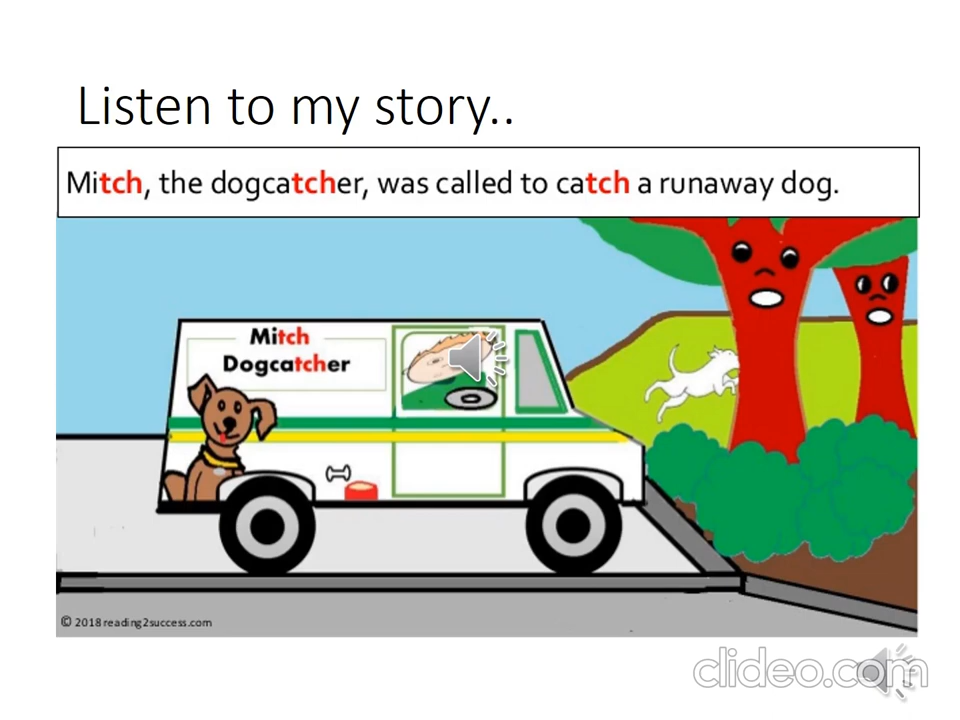 Listen to my story..
Mitch, the dogcatcher, was called to catch a runaway dog.
Mitch
Dogcatcher
© 2018 reading2success.com
clideo.com